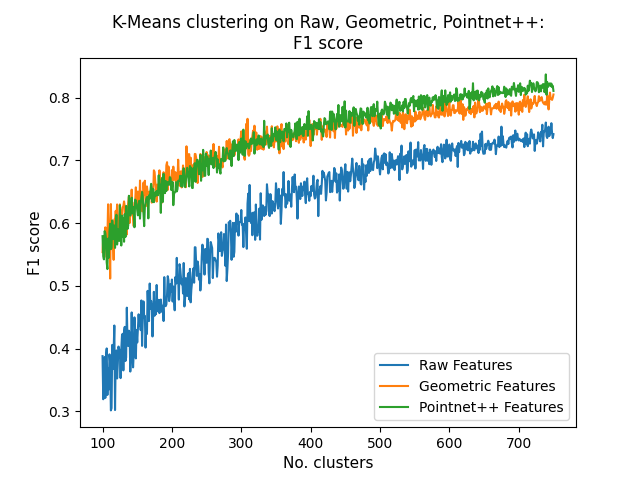 K-Means clustering on Raw, Geometric, Pointnet++:
F1 score
F1 score
0.8
0.7
0.6
0.5
0.4
0.3
Raw Features
Geometric Features
Pointnet++ Features
100 200 300 400 500 600 700
No. clusters